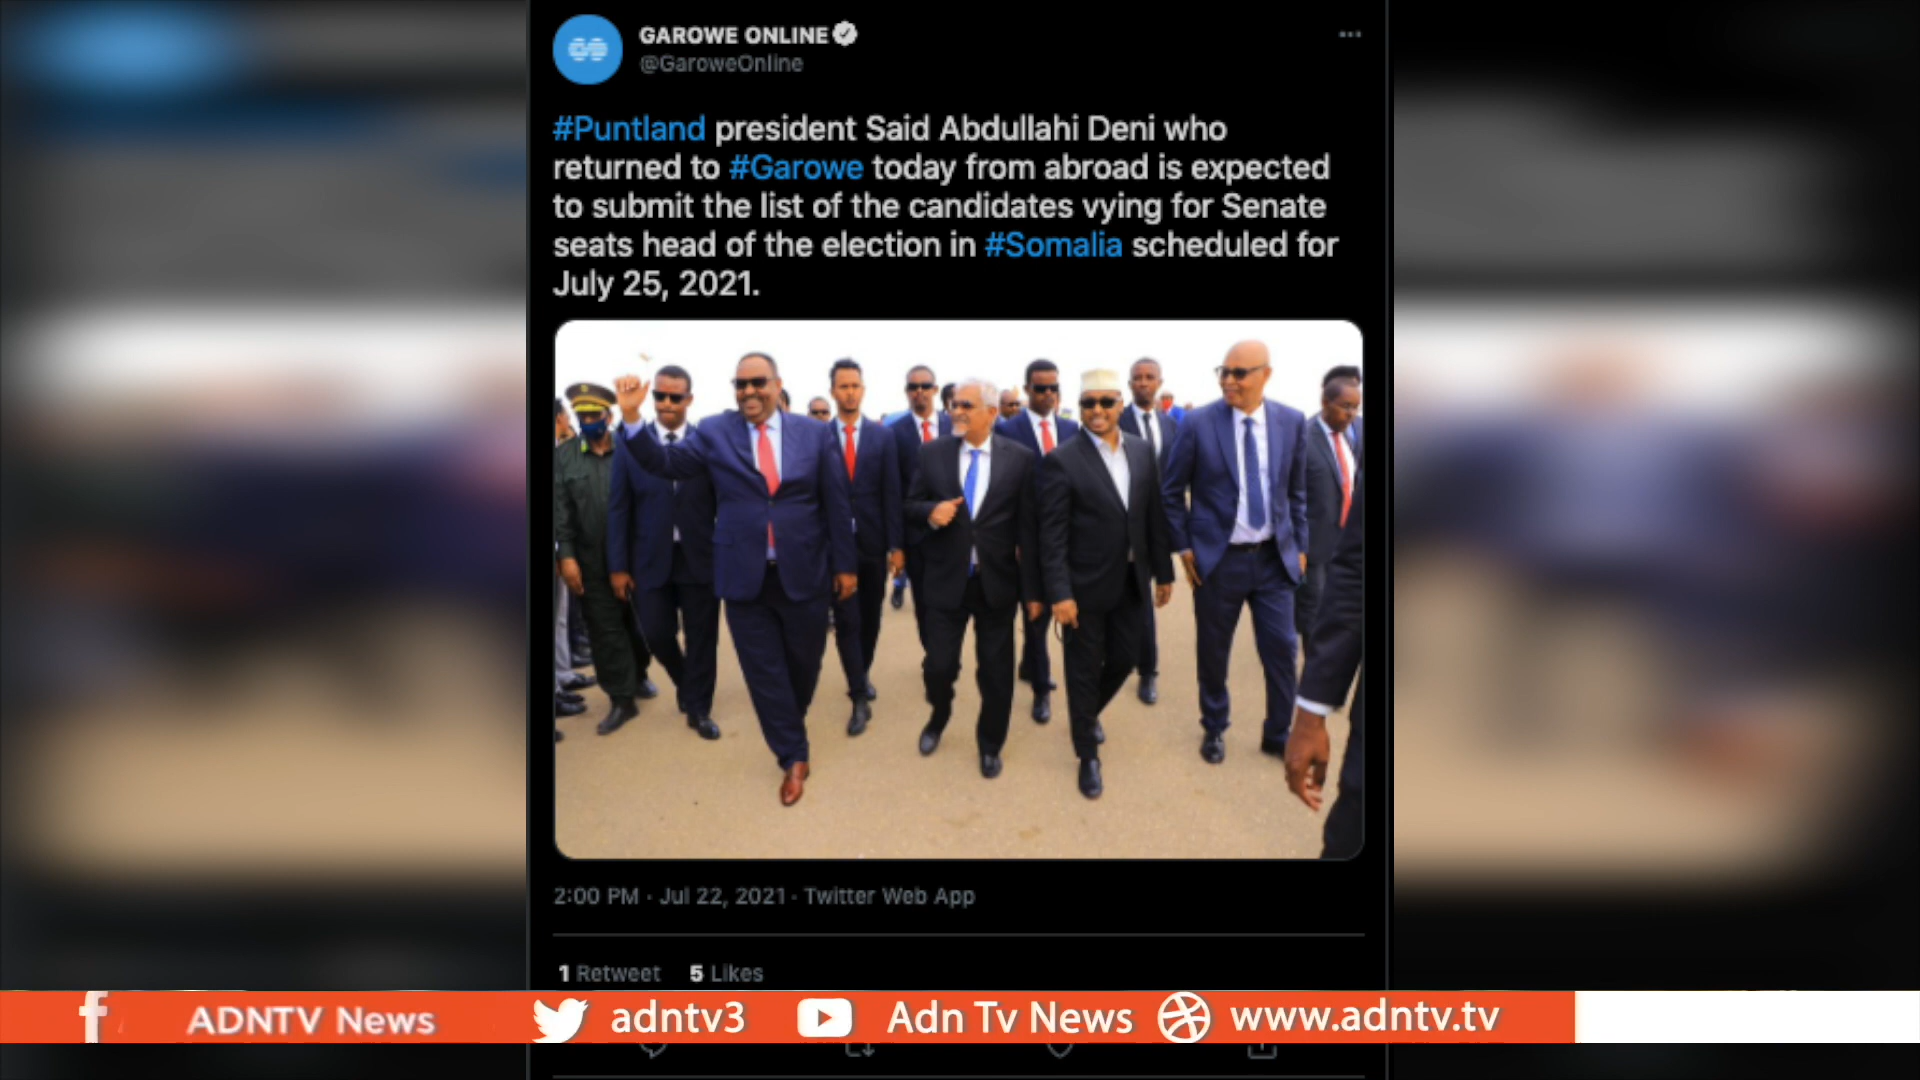 GAROWE ONLINE
@GaroweOnline
#Puntland president Said Abdullahi Deni who
returned to #Garowe today from abroad is expected
to submit the list of the candidates vying for Senate
seats head of the election in #Somalia scheduled for
July 25, 2021.
2:00 PM · Jul 22, 2021 · Twitter Web App
1 Retweet 5 Likes
ADNTV News adntv3 Adn Tv News www.adntv.tv